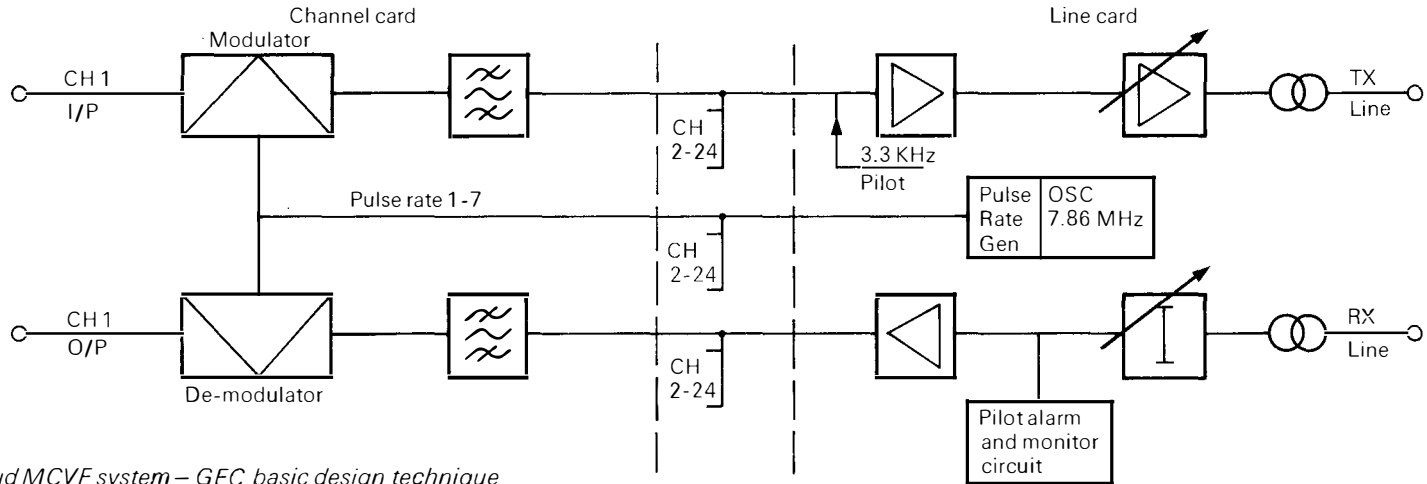 Channel card
Line card
Modulator
CH 1
I/P
CH
2-24
3.3 KHz
Pilot
TX
Line
Pulse rate 1-7
Pulse
Rate
Gen
OSC
7.86 MHz
CH
2-24
CH 1
O/P
De-modulator
CH
2-24
RX
Line
Pilot alarm
and monitor
circuit
MCVF system – GEC basic design technique